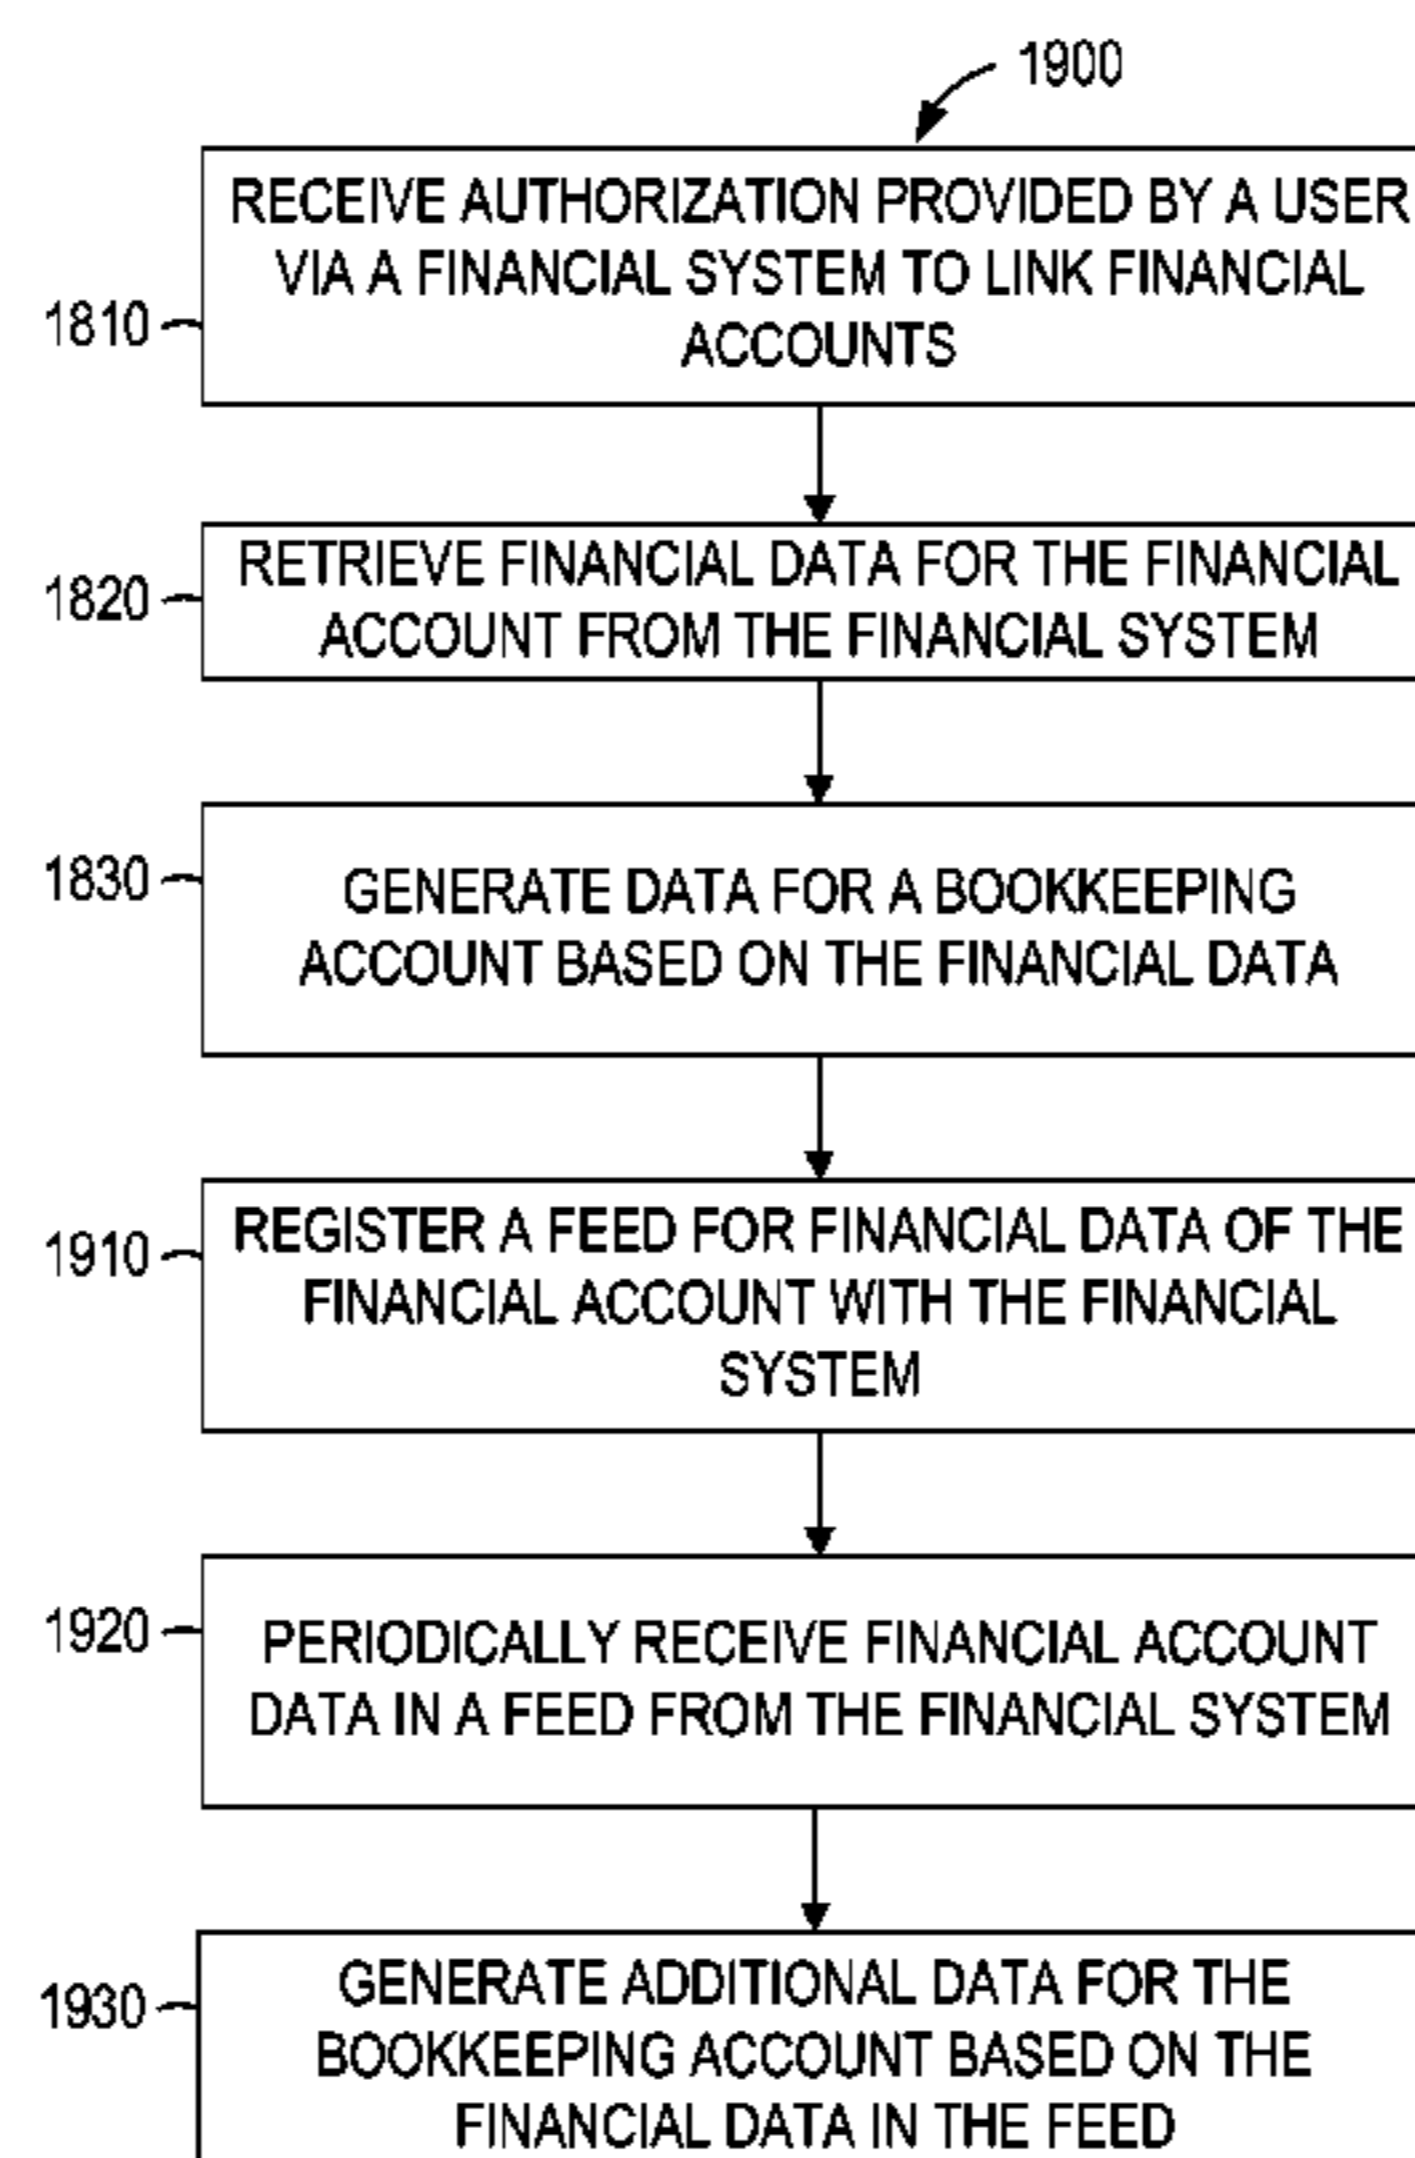 1900
RECEIVE AUTHORIZATION PROVIDED BY A USER
VIA A FINANCIAL SYSTEM TO LINK FINANCIAL
ACCOUNTS
1810
RETRIEVE FINANCIAL DATA FOR THE FINANCIAL
ACCOUNT FROM THE FINANCIAL SYSTEM
1820
GENERATE DATA FOR A BOOKKEEPING
ACCOUNT BASED ON THE FINANCIAL DATA
1830
REGISTER A FEED FOR FINANCIAL DATA OF THE
FINANCIAL ACCOUNT WITH THE FINANCIAL
SYSTEM
1910
PERIODICALLY RECEIVE FINANCIAL ACCOUNT
DATA IN A FEED FROM THE FINANCIAL SYSTEM
1920
GENERATE ADDITIONAL DATA FOR THE
BOOKKEEPING ACCOUNT BASED ON THE
FINANCIAL DATA IN THE FEED
1930